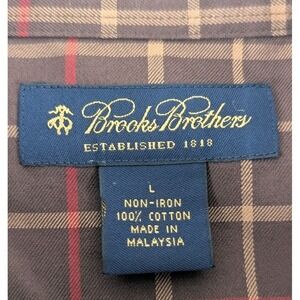 Brooks Brothers
ESTABLISHED 1818
L
NON-IRON
100% COTTON
MADE IN
MALAYSIA